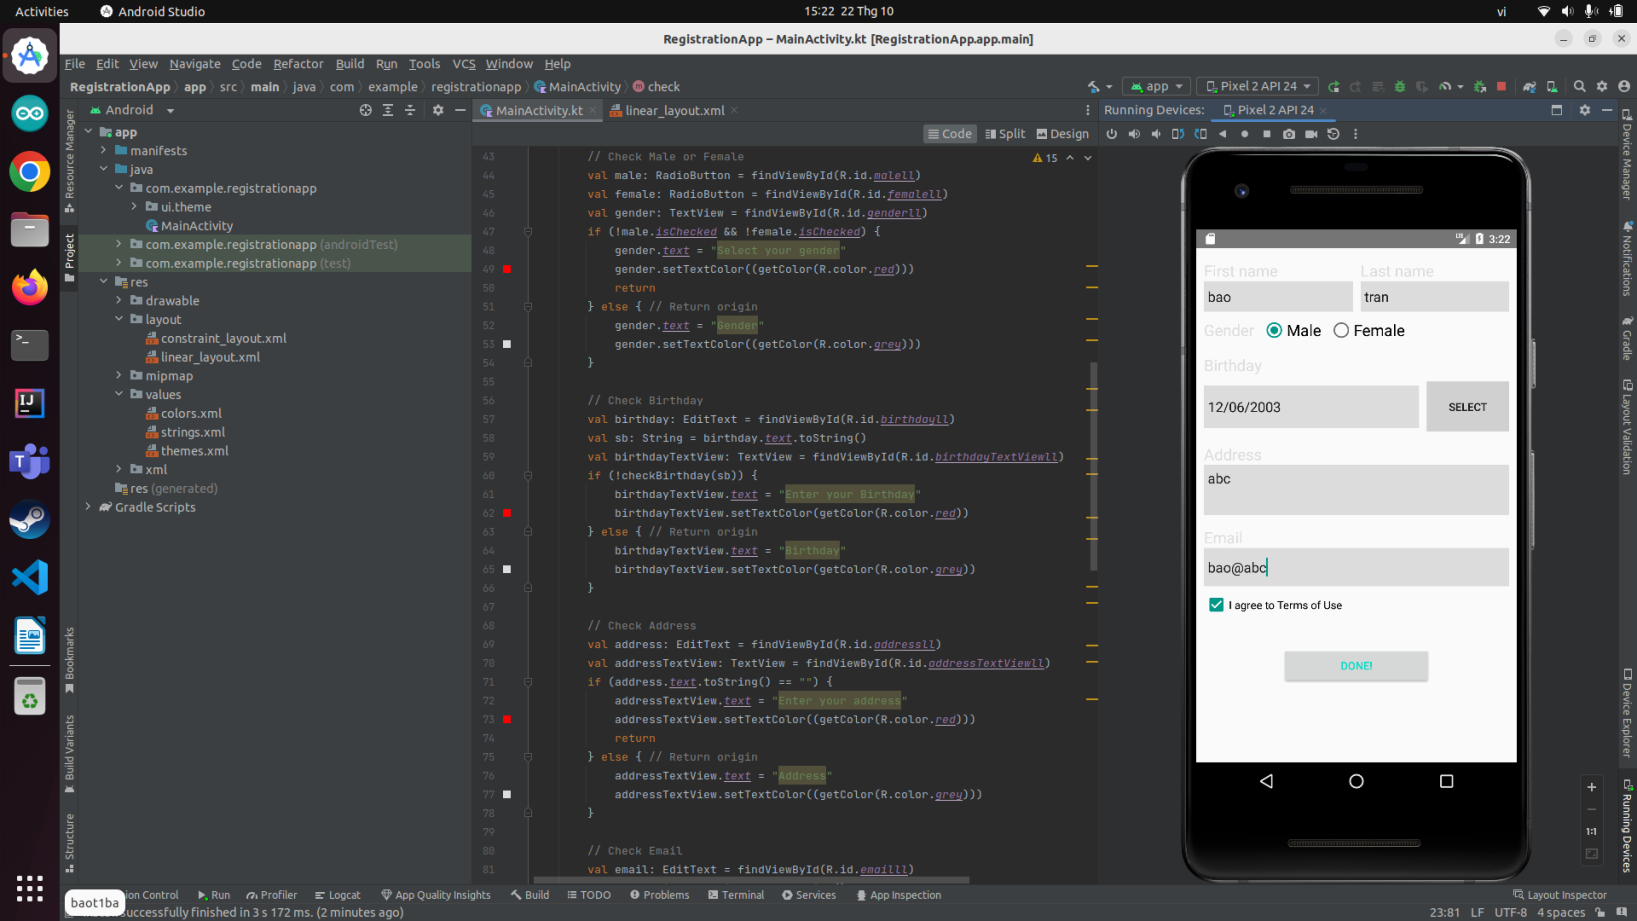 Activities Android Studio 15:22 22 Thg 10 vi
RegistrationApp – MainActivity.kt [RegistrationApp.app.main]
File Edit View Navigate Code Refactor Build Run Tools VCS Window Help
RegistrationApp app src main java com example registrationapp MainActivity check app Pixel 2 API 24
Android
MainActivity.kt linear_layout.xml
Running Devices: Pixel 2 API 24
Code Split Design
Resource Manager
Project
Bookmarks
Build Variants
Structure
app
manifests
java
com.example.registrationapp
ui.theme
MainActivity
com.example.registrationapp (androidTest)
com.example.registrationapp (test)
res
drawable
layout
constraint_layout.xml
linear_layout.xml
mipmap
values
colors.xml
strings.xml
themes.xml
xml
res (generated)
Gradle Scripts
15
43 // Check Male or Female
44 val male: RadioButton = findViewById(R.id.malell)
45 val female: RadioButton = findViewById(R.id.femalell)
46 val gender: TextView = findViewById(R.id.genderll)
47 if (!male.isChecked && !female.isChecked) {
48 gender.text = "Select your gender"
49 gender.setTextColor((getColor(R.color.red)))
50 return
51 } else { // Return origin
52 gender.text = "Gender"
53 gender.setTextColor((getColor(R.color.grey)))
54 }
55
56 // Check Birthday
57 val birthday: EditText = findViewById(R.id.birthdayll)
58 val sb: String = birthday.text.toString()
59 val birthdayTextView: TextView = findViewById(R.id.birthdayTextViewll)
60 if (!checkBirthday(sb)) {
61 birthdayTextView.text = "Enter your Birthday"
62 birthdayTextView.setTextColor(getColor(R.color.red))
63 } else { // Return origin
64 birthdayTextView.text = "Birthday"
65 birthdayTextView.setTextColor(getColor(R.color.grey))
66 }
67
68 // Check Address
69 val address: EditText = findViewById(R.id.addressll)
70 val addressTextView: TextView = findViewById(R.id.addressTextViewll)
71 if (address.text.toString() == "") {
72 addressTextView.text = "Enter your address"
73 addressTextView.setTextColor((getColor(R.color.red)))
74 return
75 } else { // Return origin
76 addressTextView.text = "Address"
77 addressTextView.setTextColor((getColor(R.color.grey)))
78 }
79
80 // Check Email
81 val email: EditText = findViewById(R.id.emailll)
3:22
First name Last name
bao tran
Gender Male Female
Birthday
12/06/2003 SELECT
Address
abc
Email
bao@abc
I agree to Terms of Use
DONE!
1:1
Device Manager
Notifications
Gradle
Layout Validation
Device Explorer
Running Devices
ion Control Run Profiler Logcat App Quality Insights Build TODO Problems Terminal Services App Inspection Layout Inspector
baot1ba
successfully finished in 3 s 172 ms. (2 minutes ago) 23:81 LF UTF-8 4 spaces